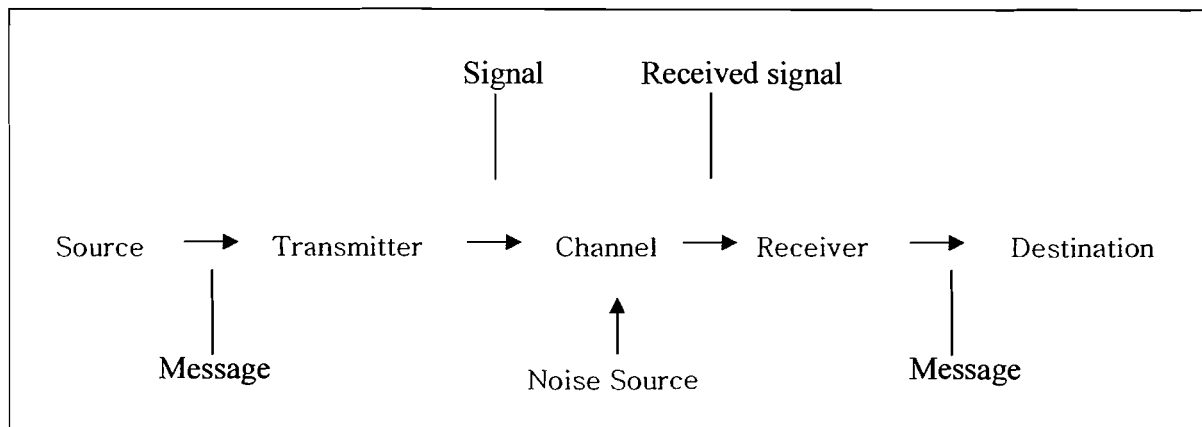 Signal Received signal
Source Transmitter Channel Receiver Destination
Message Noise Source Message